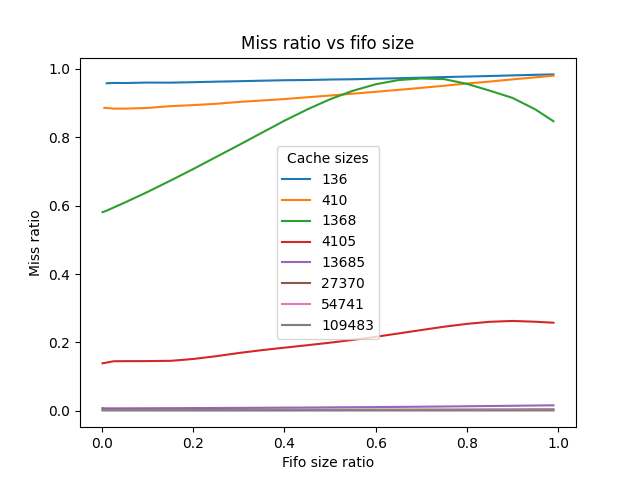 Miss ratio vs fifo size
1.0
0.8
0.6
0.4
0.2
0.0
Miss ratio
Cache sizes
136
410
1368
4105
13685
27370
54741
109483
0.0 0.2 0.4 0.6 0.8 1.0
Fifo size ratio